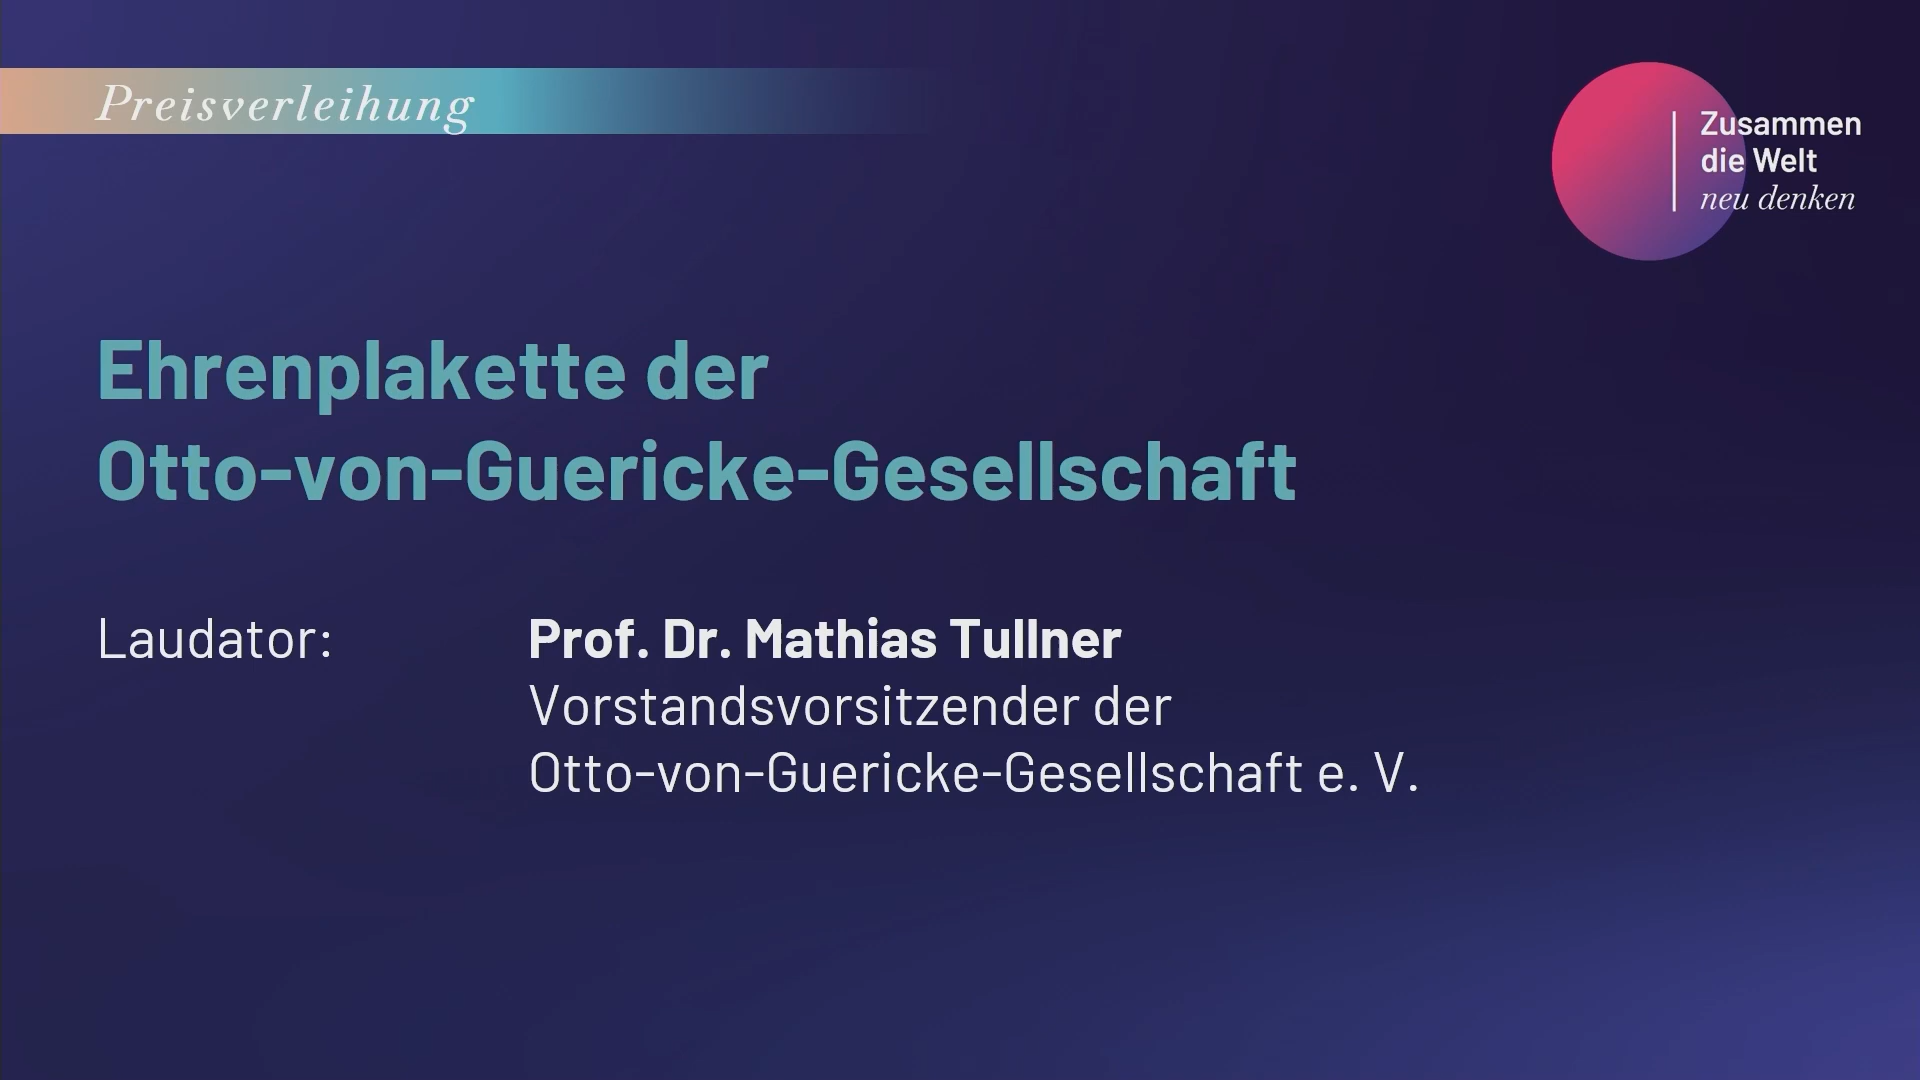 Preisverleihung
Zusammen
die Welt
neu denken
Ehrenplakette der
Otto-von-Guericke-Gesellschaft
Laudator: Prof. Dr. Mathias Tullner
Vorstandsvorsitzender der
Otto-von-Guericke-Gesellschaft e. V.